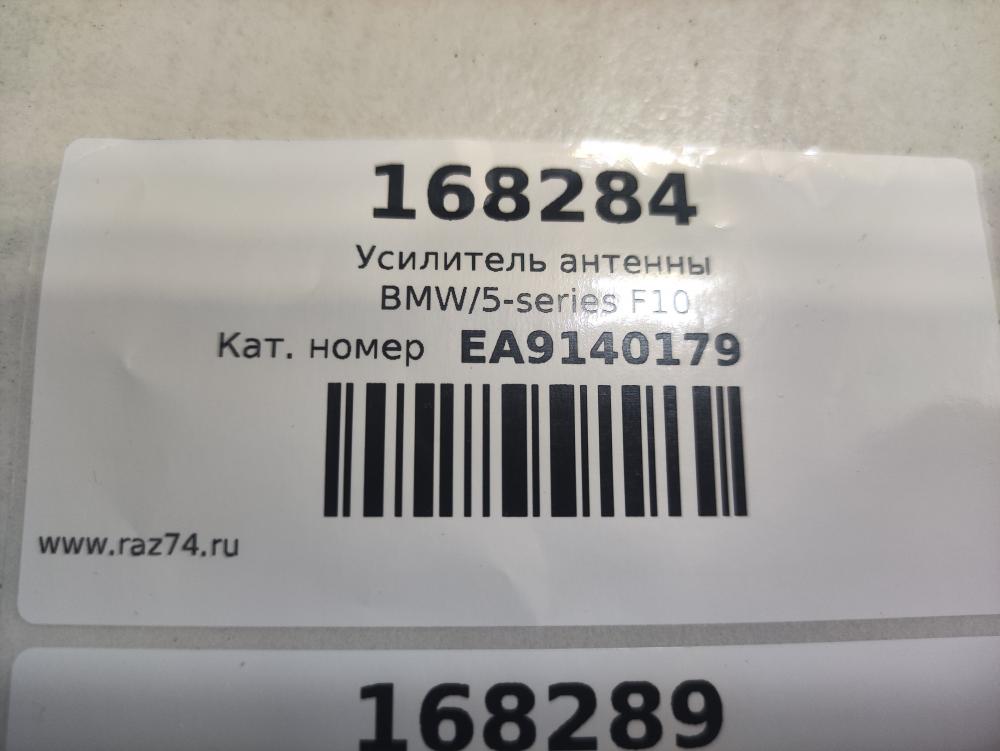 168284
Усилитель антенны
BMW/5-series F10
Кат. номер EA9140179
www.raz74.ru
168289